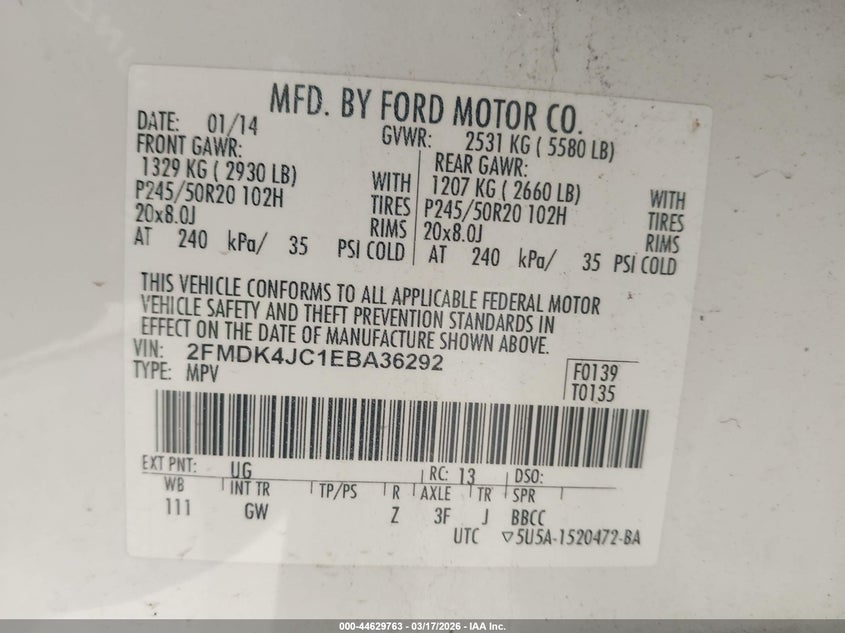 MFD. BY FORD MOTOR CO.
DATE: 01/14 GVWR: 2531 KG ( 5580 LB)
FRONT GAWR: REAR GAWR:
1329 KG ( 2930 LB) WITH 1207 KG ( 2660 LB) WITH
P245/50R20 102H TIRES P245/50R20 102H TIRES
20x8.0J RIMS 20x8.0J RIMS
AT 240 kPa/ 35 PSI COLD AT 240 kPa/ 35 PSI COLD
THIS VEHICLE CONFORMS TO ALL APPLICABLE FEDERAL MOTOR
VEHICLE SAFETY AND THEFT PREVENTION STANDARDS IN
EFFECT ON THE DATE OF MANUFACTURE SHOWN ABOVE.
VIN: 2FMDK4JC1EBA36292
TYPE: MPV
F0139
T0135
EXT PNT: UG RC: 13 DSO:
WB INT TR TP/PS R AXLE TR SPR
111 GW Z 3F J BBCC
UTC ▽5U5A-1520472-BA
000-44629763 - 03/17/2026 - IAA Inc.